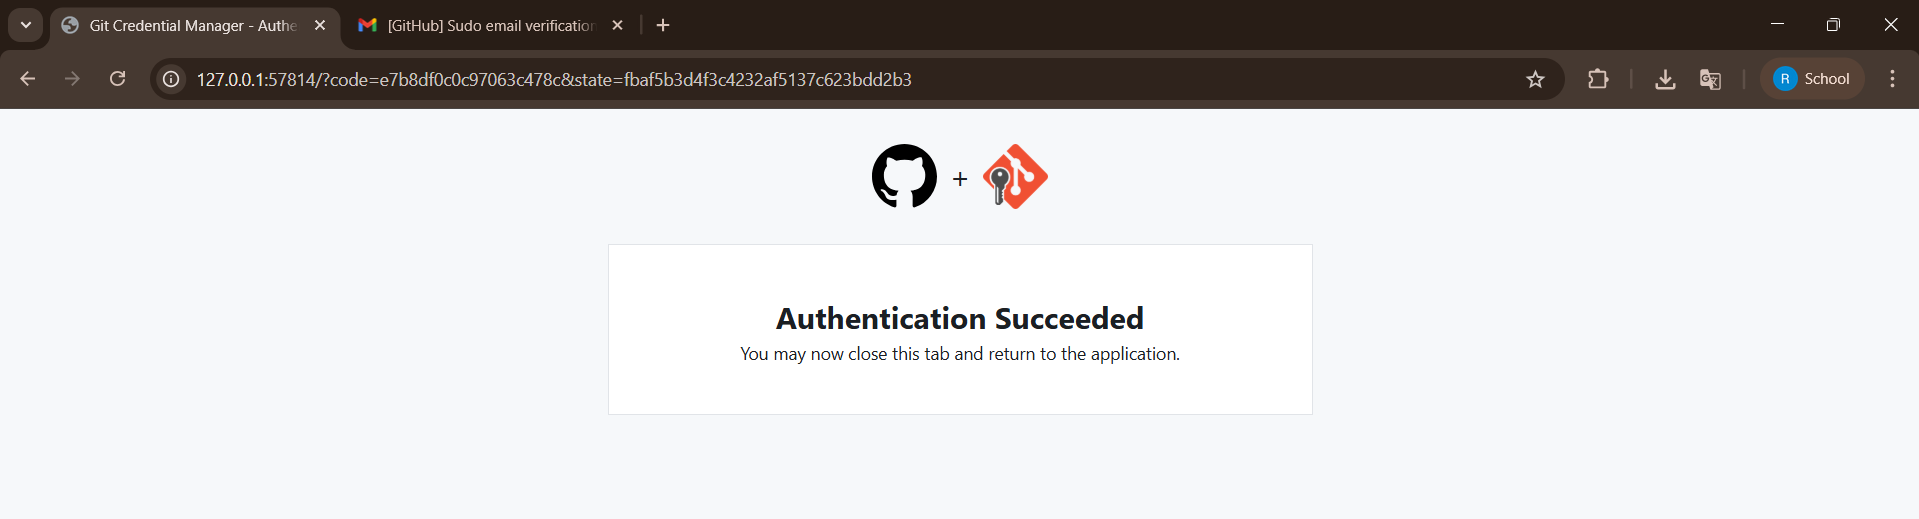 Git Credential Manager - Authe
[GitHub] Sudo email verification
127.0.0.1:57814/?code=e7b8df0c0c97063c478c&state=fbaf5b3d4f3c4232af5137c623bdd2b3
R School
+
Authentication Succeeded
You may now close this tab and return to the application.